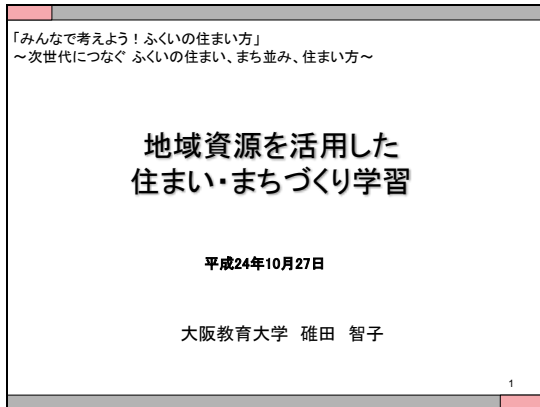 「みんなで考えよう！ふくいの住まい方」
～次世代につなぐ ふくいの住まい、まち並み、住まい方～
地域資源を活用した
住まい・まちづくり学習
平成24年10月27日
大阪教育大学　碓田　智子
1